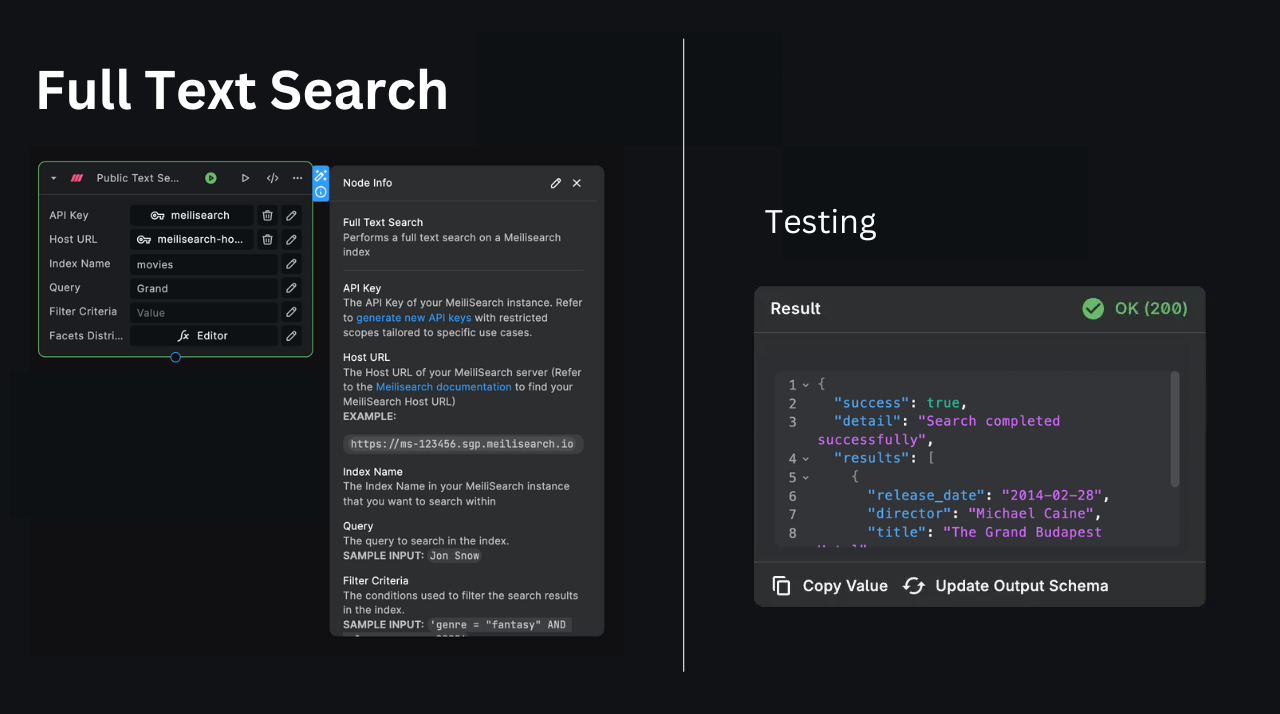 Full Text Search
Public Text Se...
API Key
meilisearch
Host URL
meilisearch-ho...
Index Name
movies
Query
Grand
Filter Criteria
Value
Facets Distri...
Editor
Node Info
Full Text Search
Performs a full text search on a Meilisearch
index
API Key
The API Key of your MeiliSearch instance. Refer
to generate new API keys with restricted
scopes tailored to specific use cases.
Host URL
The Host URL of your MeiliSearch server (Refer
to the Meilisearch documentation to find your
MeiliSearch Host URL)
EXAMPLE:
https://ms-123456.sgp.meilisearch.io
Index Name
The Index Name in your MeiliSearch instance
that you want to search within
Query
The query to search in the index.
SAMPLE INPUT: Jon Snow
Filter Criteria
The conditions used to filter the search results
in the index.
SAMPLE INPUT: 'genre = "fantasy" AND
Testing
Result
OK (200)
1 {
2 "success": true,
3 "detail": "Search completed
successfully",
4 "results": [
5 {
6 "release_date": "2014-02-28",
7 "director": "Michael Caine",
8 "title": "The Grand Budapest
Copy Value
Update Output Schema